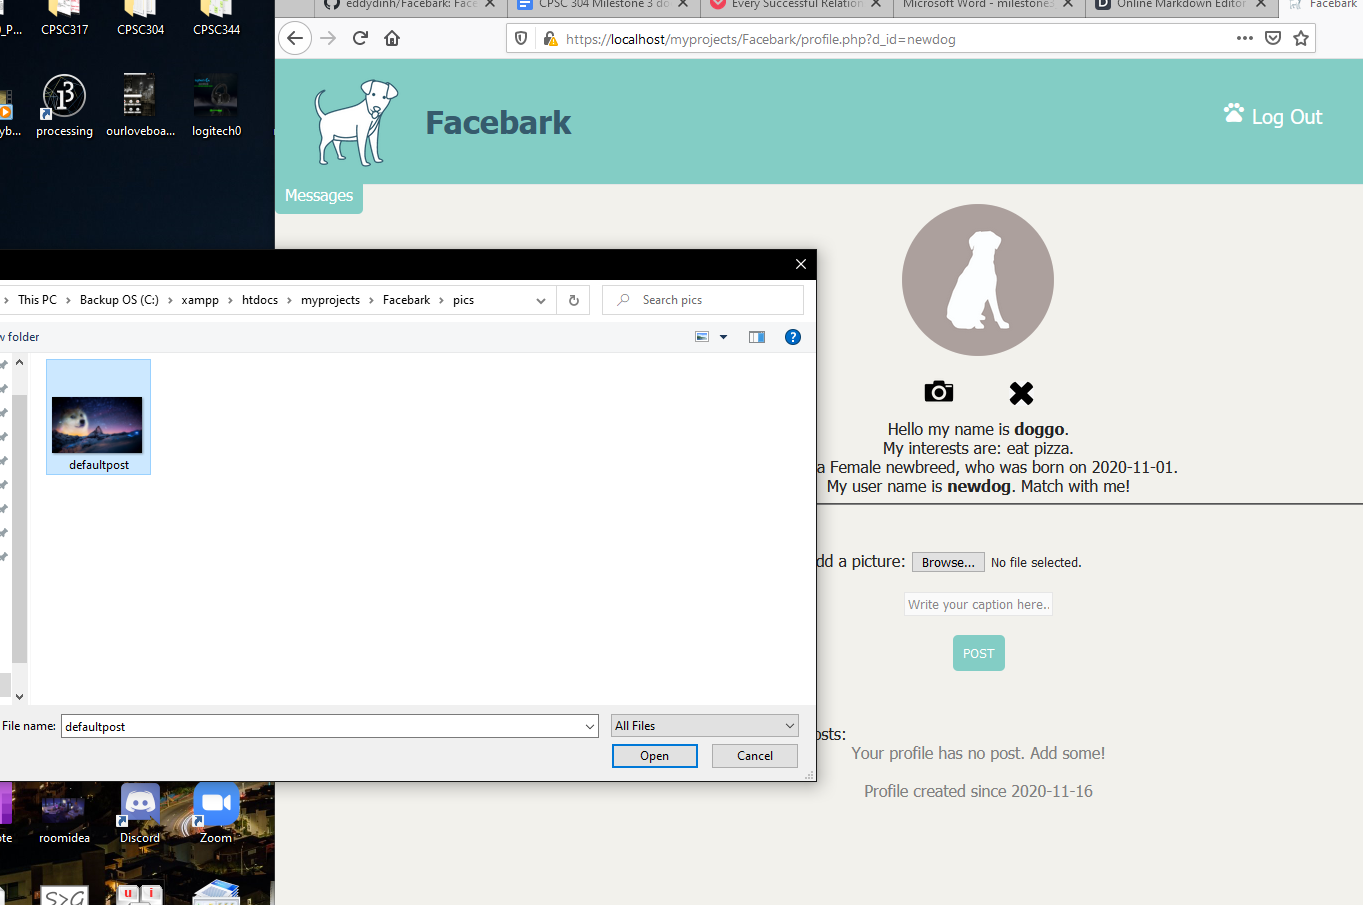 eddydinh/Facebark: Face
CPSC 304 Milestone 3 do
Every Successful Relation
Microsoft Word - milestone3
Online Markdown Editor
Facebark
_P...
CPSC317
CPSC304
CPSC344
https://localhost/myprojects/Facebark/profile.php?d_id=newdog
yb...
processing
ourloveboa...
logitech0
Facebark
Log Out
Messages
This PC
Backup OS (C:)
xampp
htdocs
myprojects
Facebark
pics
Search pics
w folder
defaultpost
Hello my name is doggo.
My interests are: eat pizza.
a Female newbreed, who was born on 2020-11-01.
My user name is newdog. Match with me!
dd a picture:
Browse...
No file selected.
Write your caption here..
POST
File name:
defaultpost
All Files
Open
Cancel
osts:
Your profile has no post. Add some!
Profile created since 2020-11-16
ote
roomidea
Discord
Zoom
S>G
u i